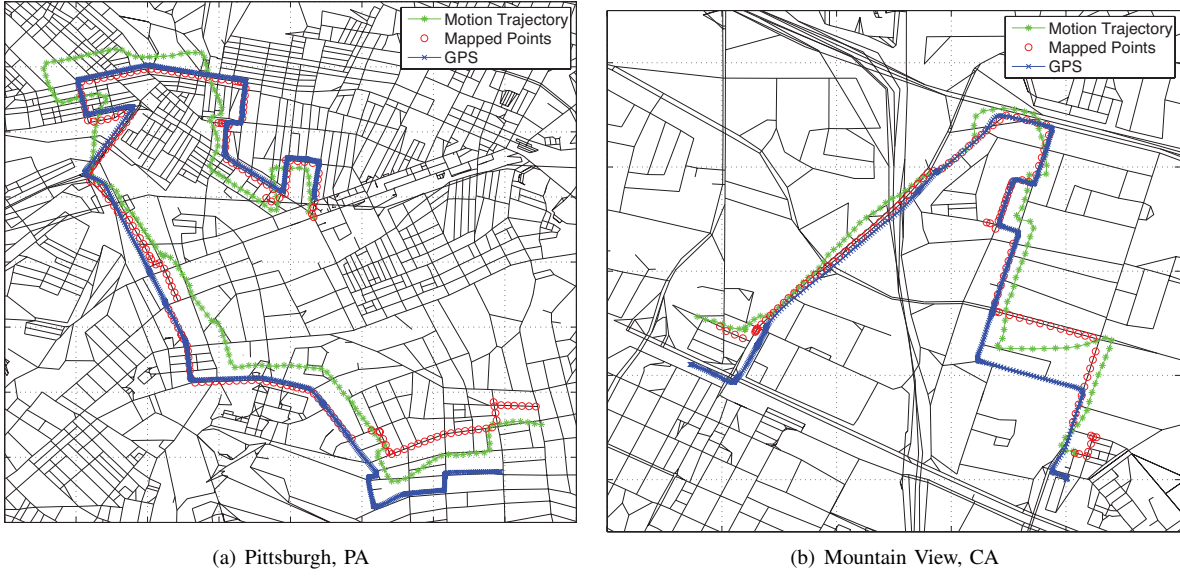 Motion Trajectory
Mapped Points
GPS
Motion Trajectory
Mapped Points
GPS
(a) Pittsburgh, PA
(b) Mountain View, CA